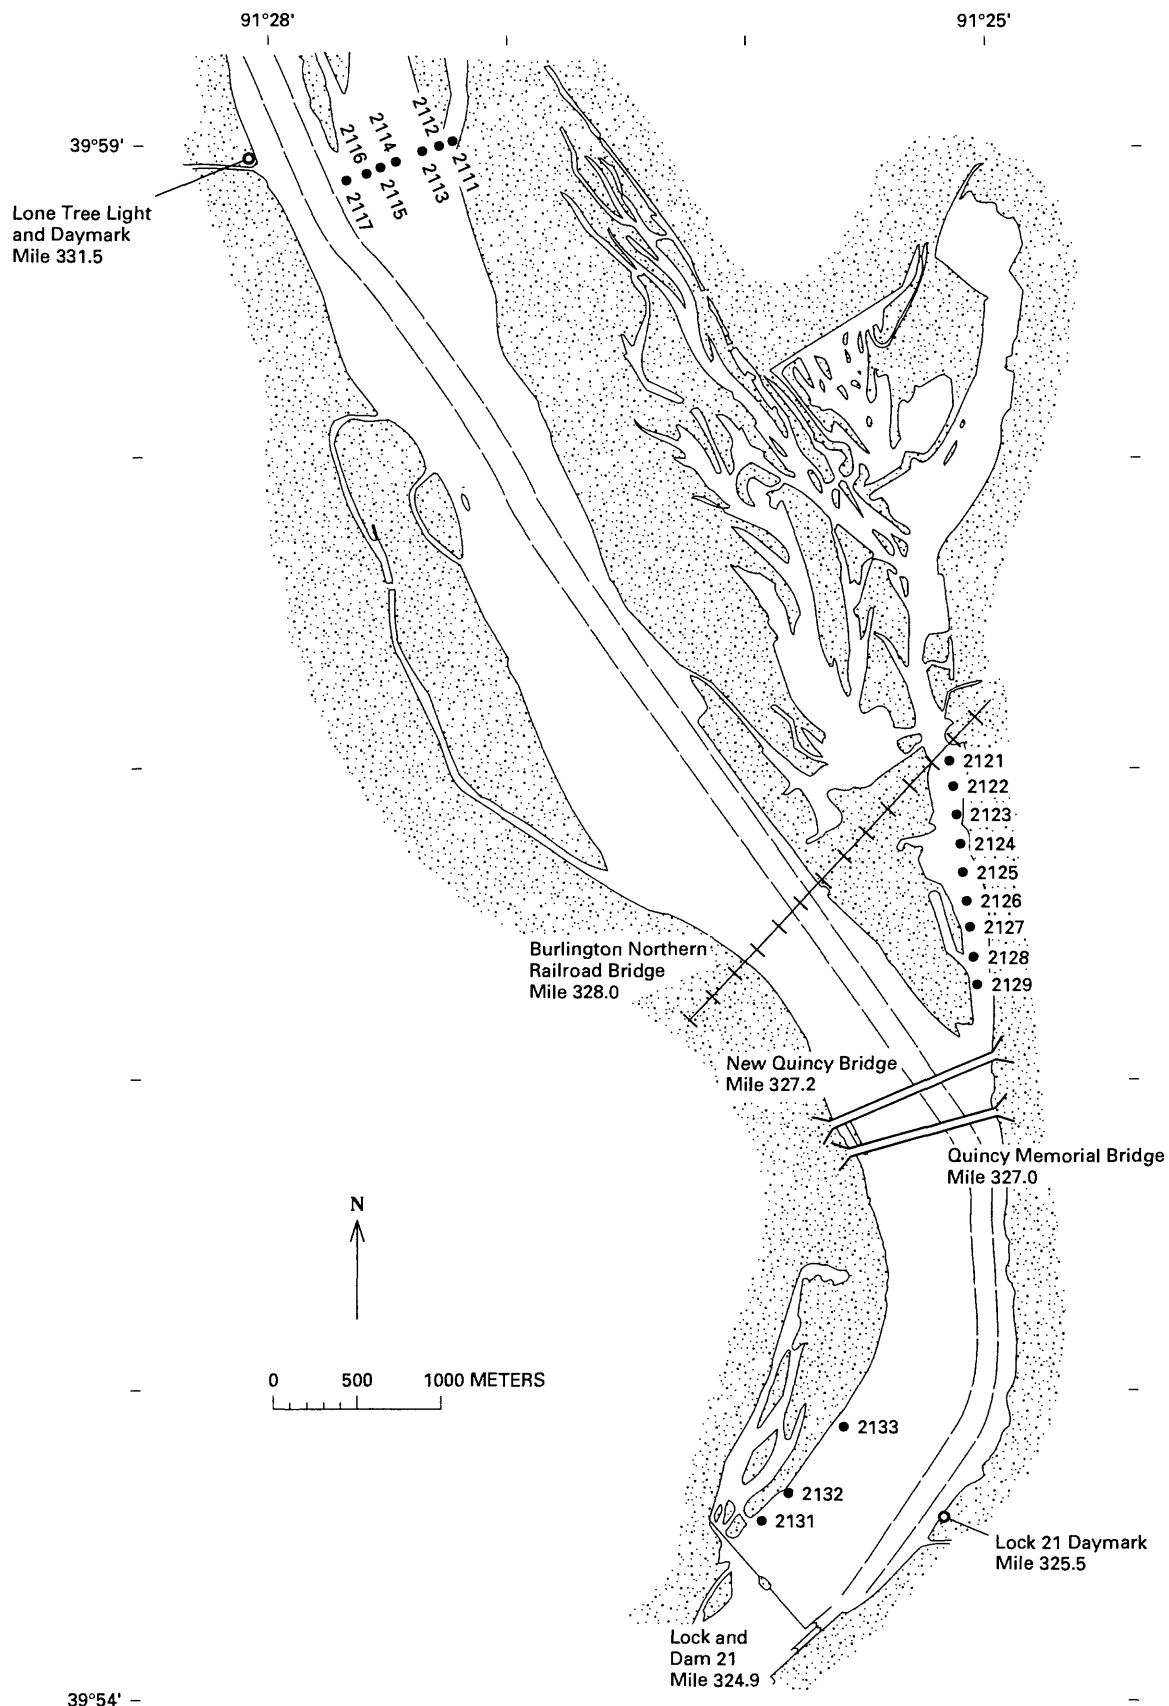 91°28'
91°25'
39°59'
2112
2111
2114
2116
2113
2115
2117
Lone Tree Light
and Daymark
Mile 331.5
2121
2122
2123
2124
2125
2126
2127
2128
2129
Burlington Northern
Railroad Bridge
Mile 328.0
New Quincy Bridge
Mile 327.2
Quincy Memorial Bridge
Mile 327.0
N
0 500 1000 METERS
2133
2132
2131
Lock 21 Daymark
Mile 325.5
Lock and
Dam 21
Mile 324.9
39°54'